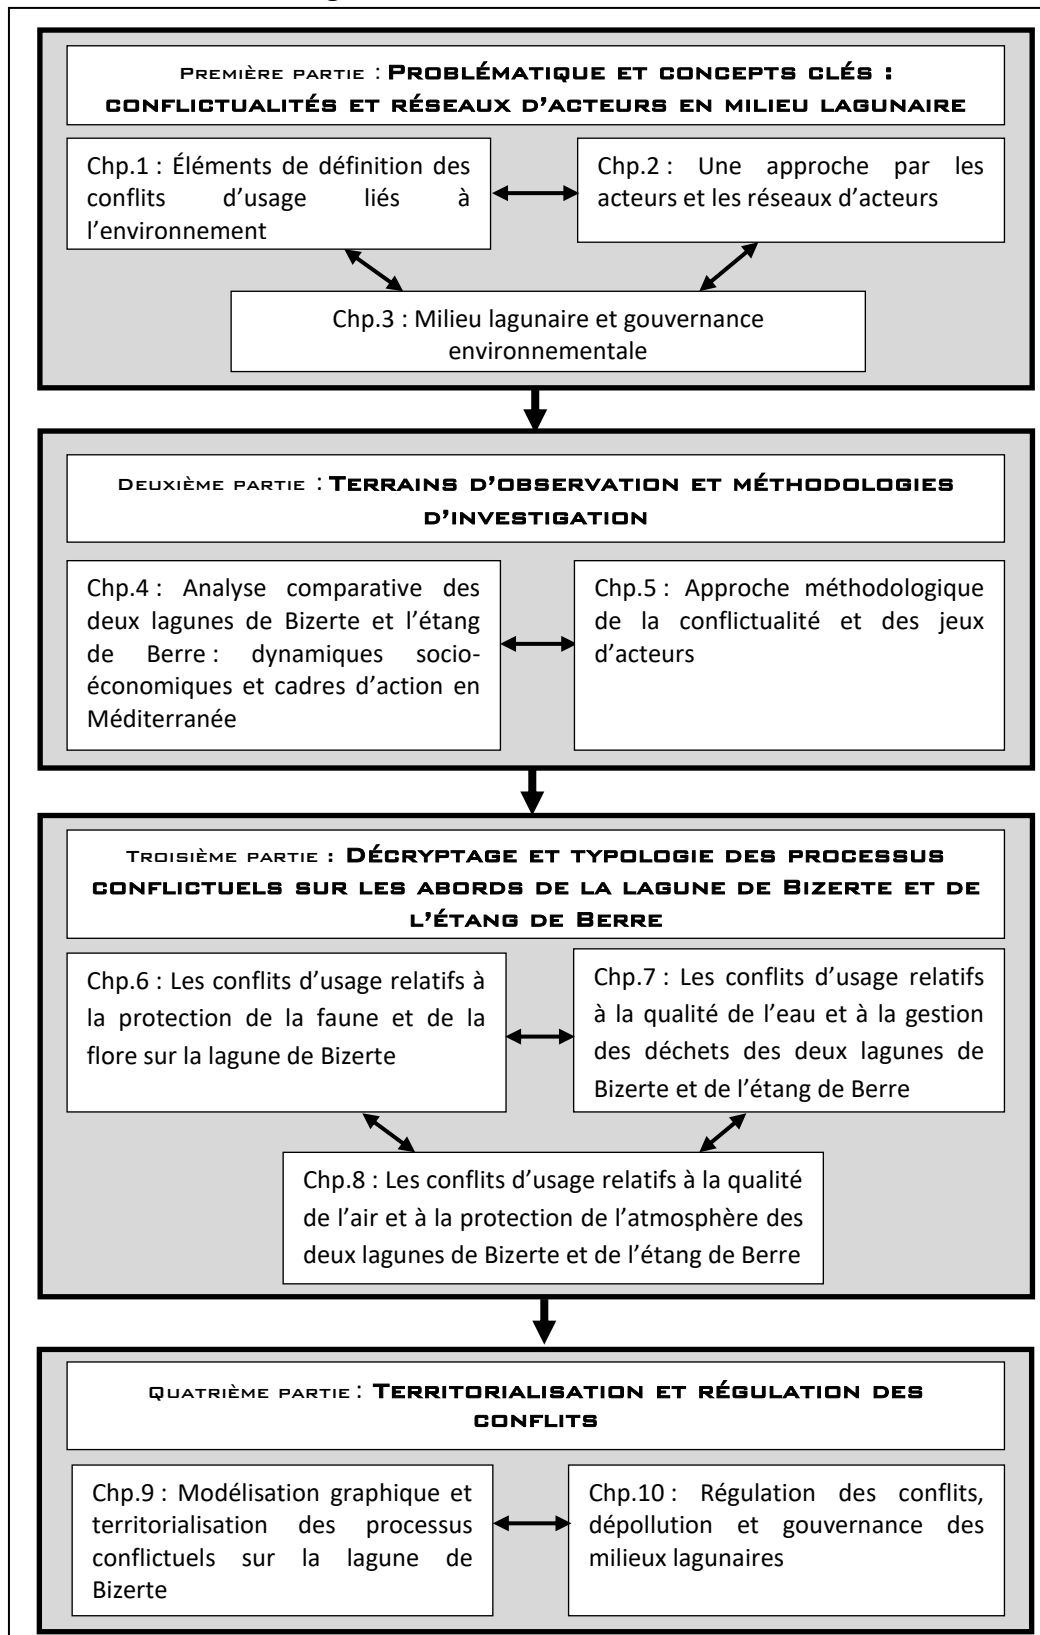 PREMIÈRE PARTIE : PROBLÉMATIQUE ET CONCEPTS CLÉS :
CONFLICTUALITÉS ET RÉSEAUX D’ACTEURS EN MILIEU LAGUNAIRE
Chp.1 : Éléments de définition des
conflits d’usage liés à
l’environnement
Chp.2 : Une approche par les
acteurs et les réseaux d’acteurs
Chp.3 : Milieu lagunaire et gouvernance
environnementale
DEUXIÈME PARTIE : TERRAINS D’OBSERVATION ET MÉTHODOLOGIES
D’INVESTIGATION
Chp.4 : Analyse comparative des
deux lagunes de Bizerte et l’étang
de Berre : dynamiques socio-
économiques et cadres d’action en
Méditerranée
Chp.5 : Approche méthodologique
de la conflictualité et des jeux
d’acteurs
TROISIÈME PARTIE : DÉCRYPTAGE ET TYPOLOGIE DES PROCESSUS
CONFLICTUELS SUR LES ABORDS DE LA LAGUNE DE BIZERTE ET DE
L’ÉTANG DE BERRE
Chp.6 : Les conflits d’usage relatifs à
la protection de la faune et de la
flore sur la lagune de Bizerte
Chp.7 : Les conflits d’usage relatifs
à la qualité de l’eau et à la gestion
des déchets des deux lagunes de
Bizerte et de l’étang de Berre
Chp.8 : Les conflits d’usage relatifs à la qualité
de l’air et à la protection de l’atmosphère des
deux lagunes de Bizerte et de l’étang de Berre
QUATRIÈME PARTIE : TERRITORIALISATION ET RÉGULATION DES
CONFLITS
Chp.9 : Modélisation graphique et
territorialisation des processus
conflictuels sur la lagune de
Bizerte
Chp.10 : Régulation des conflits,
dépollution et gouvernance des
milieux lagunaires